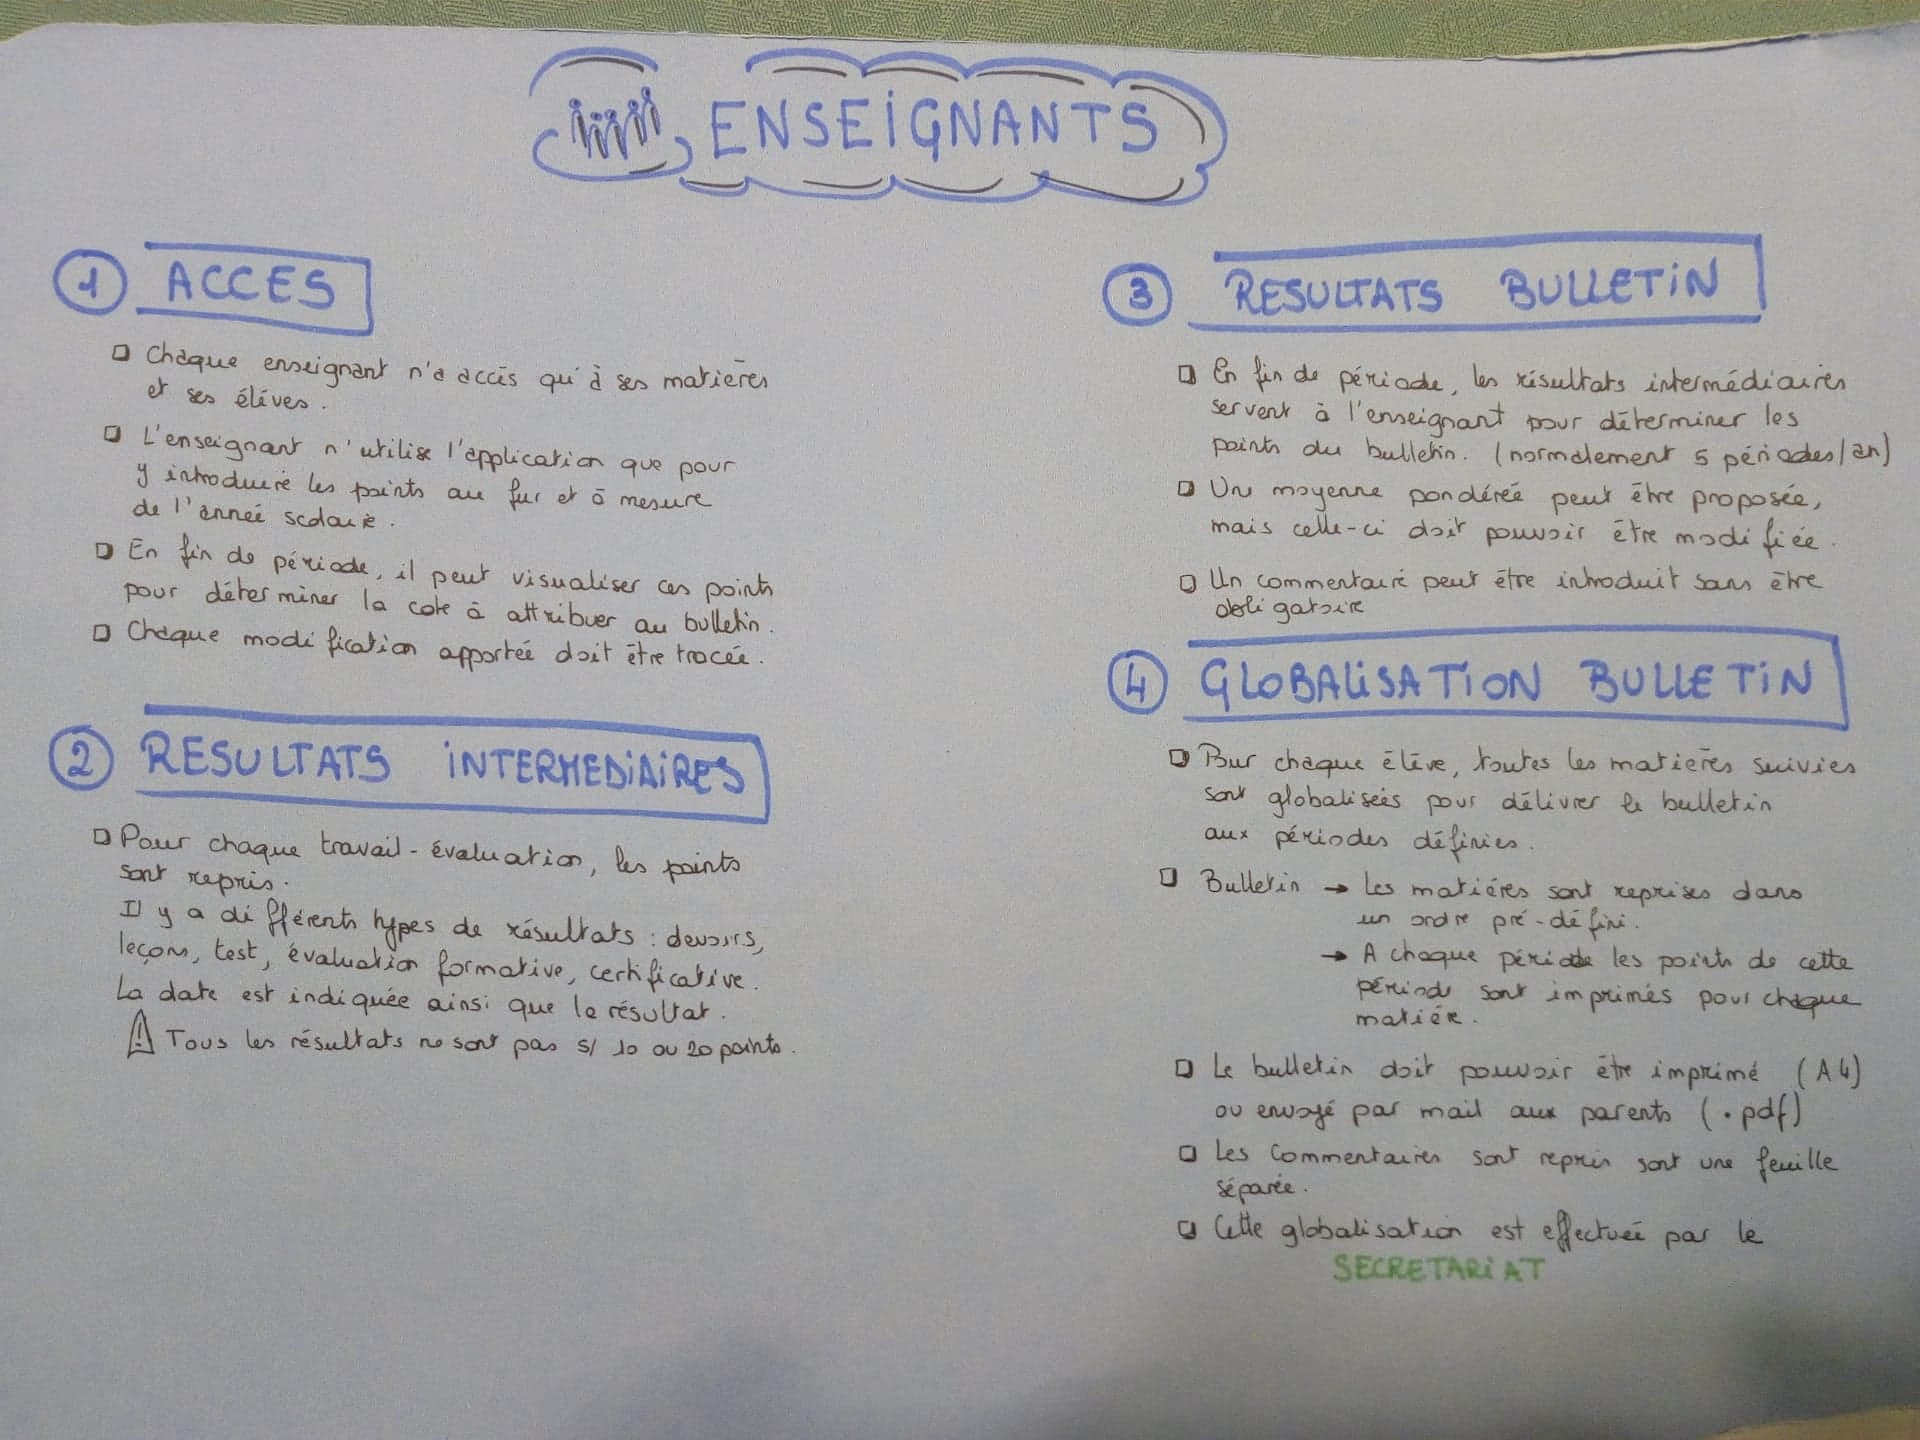 ENSEIGNANTS
1 ACCES
Chaque enseignant n'a accès qu'à ses matières
et ses élèves.
L'enseignant n'utilise l'application que pour
y introduire les points au fur et à mesure
de l'année scolaire.
En fin de période, il peut visualiser ces points
pour déterminer la cote à attribuer au bulletin.
Chaque modification apportée doit être tracée.
2 RESULTATS INTERMEDIAIRES
Pour chaque travail-évaluation, les points
sont repris.
Il y a différents types de résultats : devoirs,
leçons, test, évaluation formative, certificative.
La date est indiquée ainsi que le résultat.
! Tous les résultats ne sont pas s/ 10 ou 20 points.
3 RESULTATS BULLETIN
En fin de période, les résultats intermédiaires
servent à l'enseignant pour déterminer les
points du bulletin. (normalement 5 périodes/an)
Une moyenne pondérée peut être proposée,
mais celle-ci doit pouvoir être modifiée.
Un commentaire peut être introduit sans être
obligatoire
4 GLOBALISATION BULLETIN
Pour chaque élève, toutes les matières suivies
sont globalisées pour délivrer le bulletin
aux périodes définies.
Bulletin → Les matières sont reprises dans
un ordre pré-défini.
→ A chaque période les points de cette
période sont imprimés pour chaque
matière.
Le bulletin doit pouvoir être imprimé (A4)
ou envoyé par mail aux parents (.pdf)
Les commentaires sont repris sont une feuille
séparée.
Cette globalisation est effectuée par le
SECRETARIAT